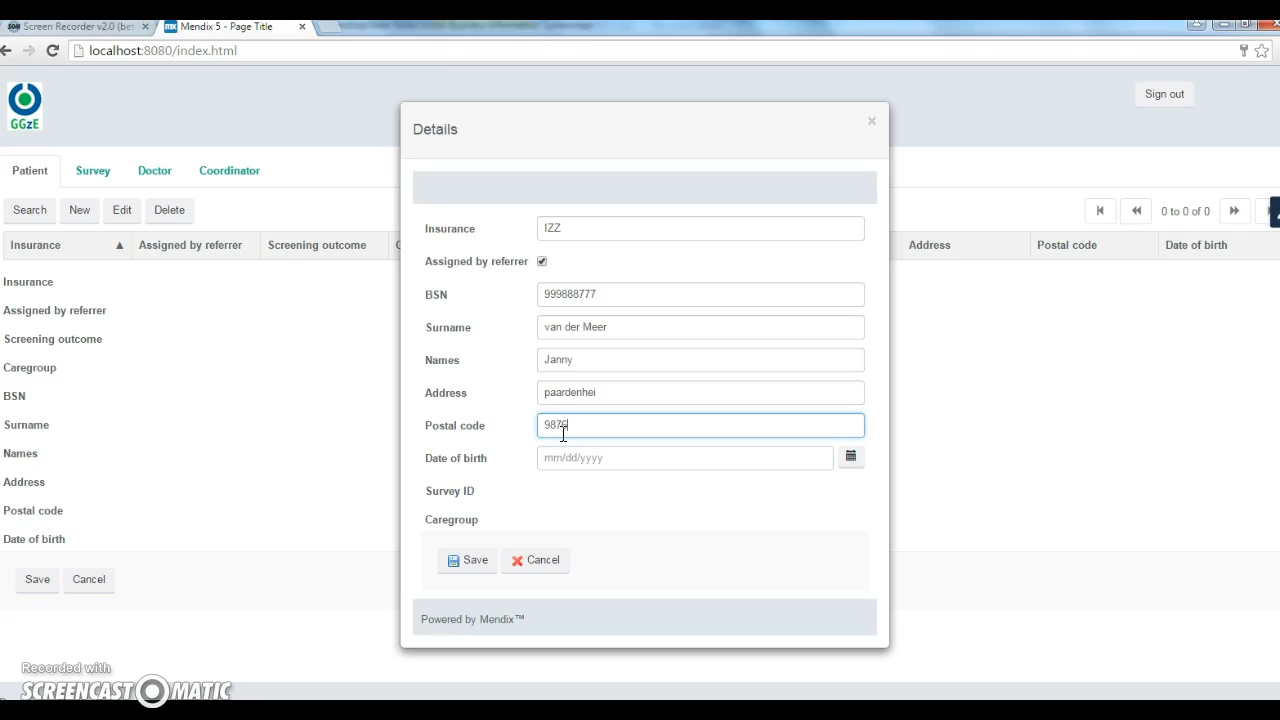 Screen Recorder v2.0 (bet
Mendix 5 - Page Title
localhost:8080/index.html
GGzE
Sign out
Patient Survey Doctor Coordinator
Search New Edit Delete
0 to 0 of 0
Insurance Assigned by referrer Screening outcome Address Postal code Date of birth
Insurance
Assigned by referrer
Screening outcome
Caregroup
BSN
Surname
Names
Address
Postal code
Date of birth
Save Cancel
Details
Insurance IZZ
Assigned by referrer
BSN 999888777
Surname van der Meer
Names Janny
Address paardenhei
Postal code 9876
Date of birth mm/dd/yyyy
Survey ID
Caregroup
Save Cancel
Powered by Mendix™
Recorded with
SCREENCAST-O-MATIC